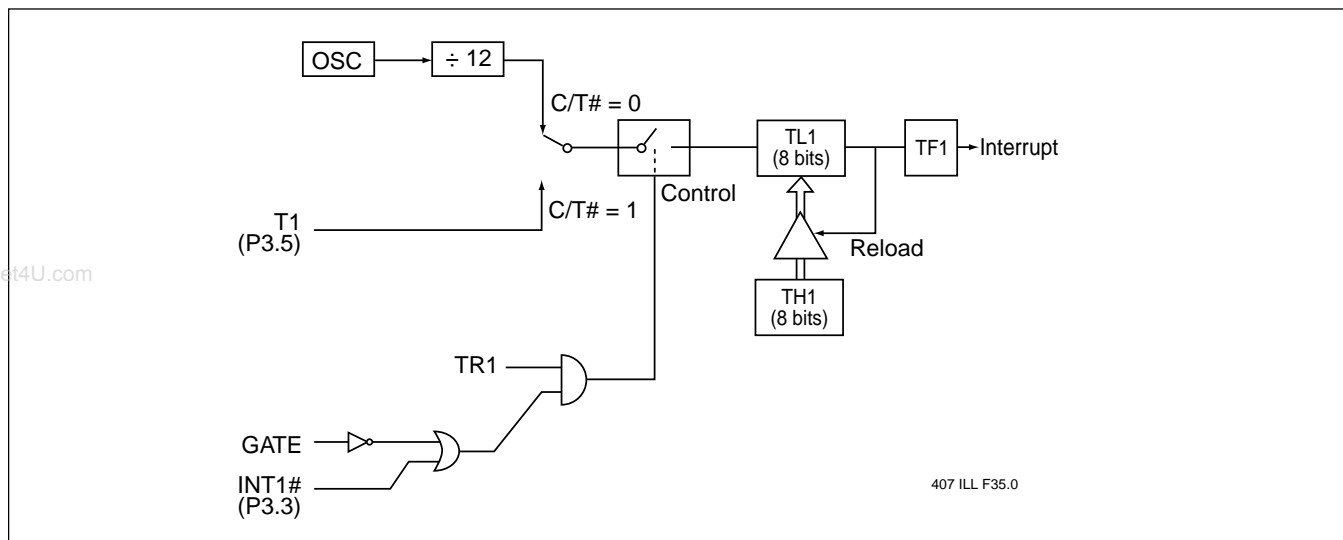 OSC
÷ 12
C/T# = 0
TL1
(8 bits)
TF1
Interrupt
Control
C/T# = 1
T1
(P3.5)
Reload
et4U.com
TH1
(8 bits)
TR1
GATE
INT1#
(P3.3)
407 ILL F35.0